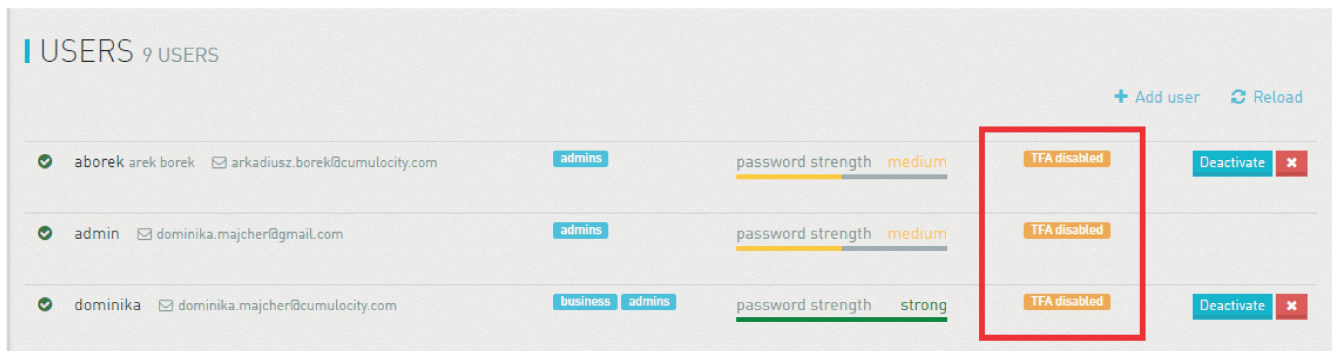 USERS 9 USERS
Add user Reload
aborek arek borek arkadiusz.borek@cumulocity.com admins password strength medium TFA disabled Deactivate
admin dominika.majcher@gmail.com admins password strength medium TFA disabled
dominika dominika.majcher@cumulocity.com business admins password strength strong TFA disabled Deactivate